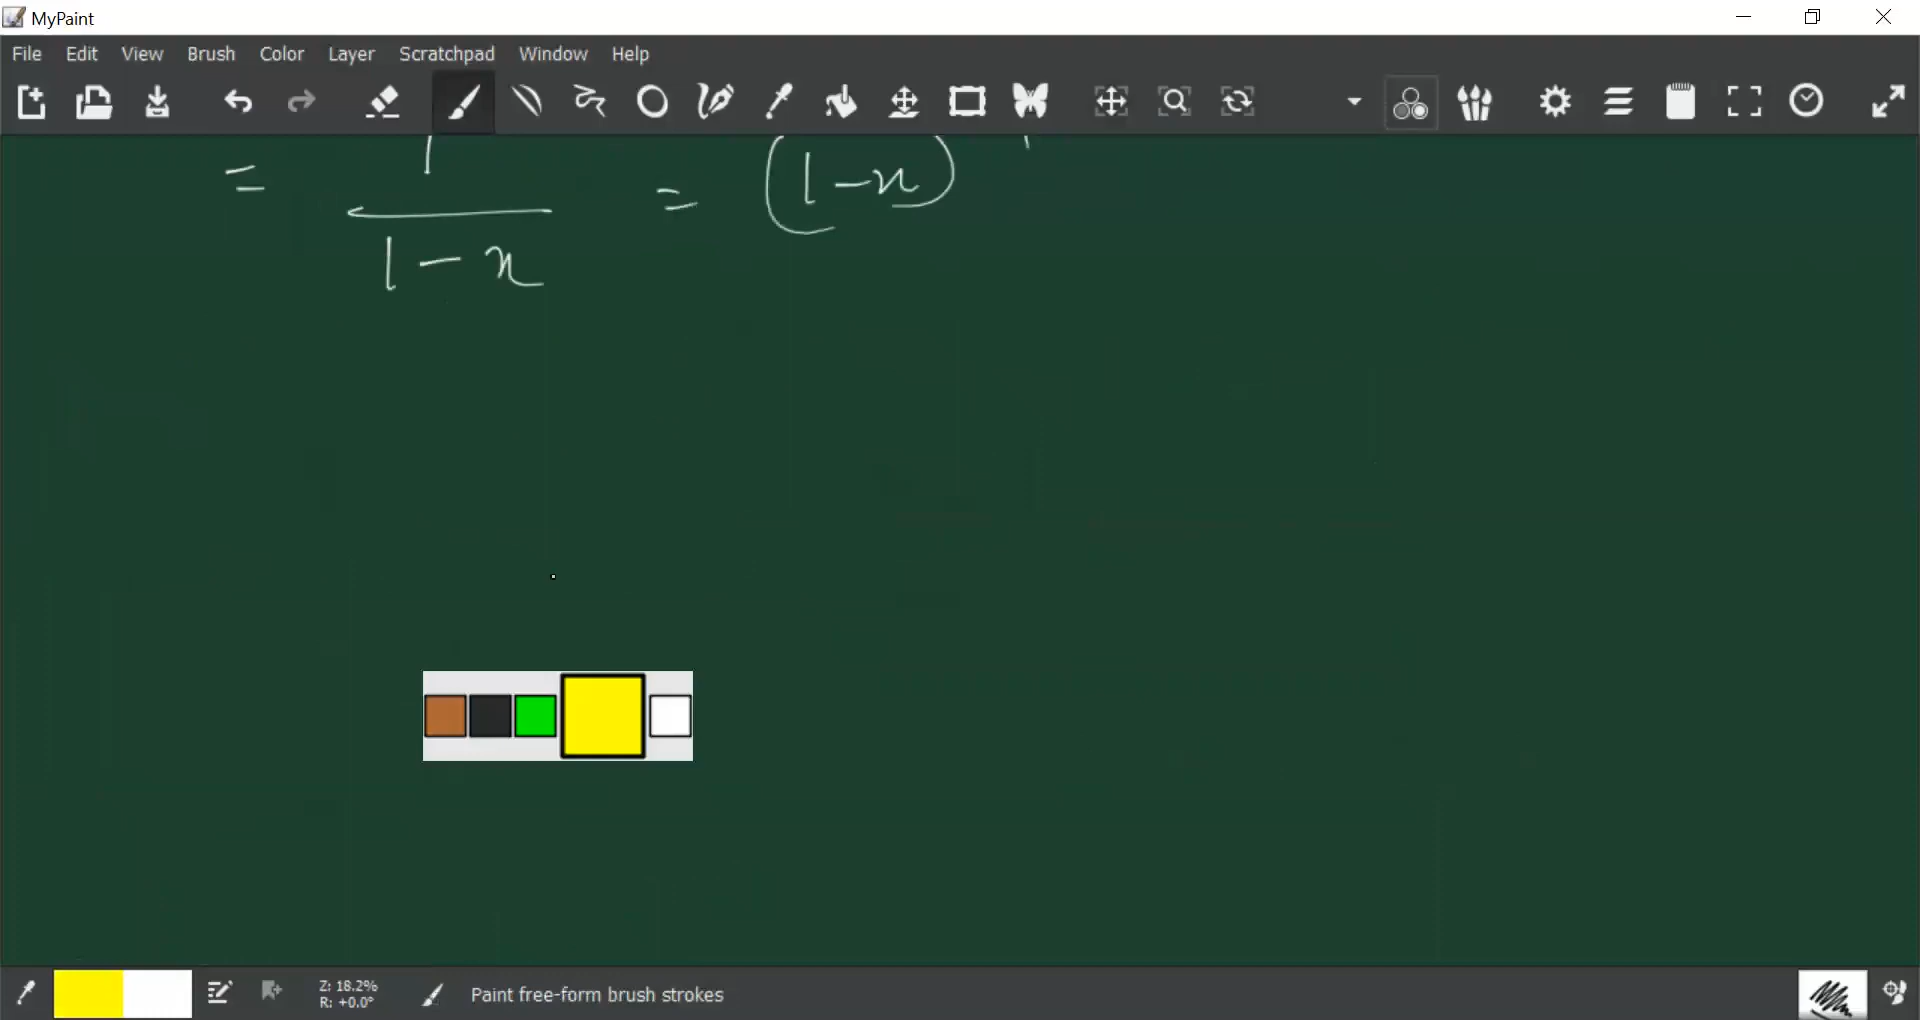 MyPaint
File Edit View Brush Color Layer Scratchpad Window Help
= 1 / 1 - x = (1 - x)
Z: 18.2%
R: +0.0°
Paint free-form brush strokes